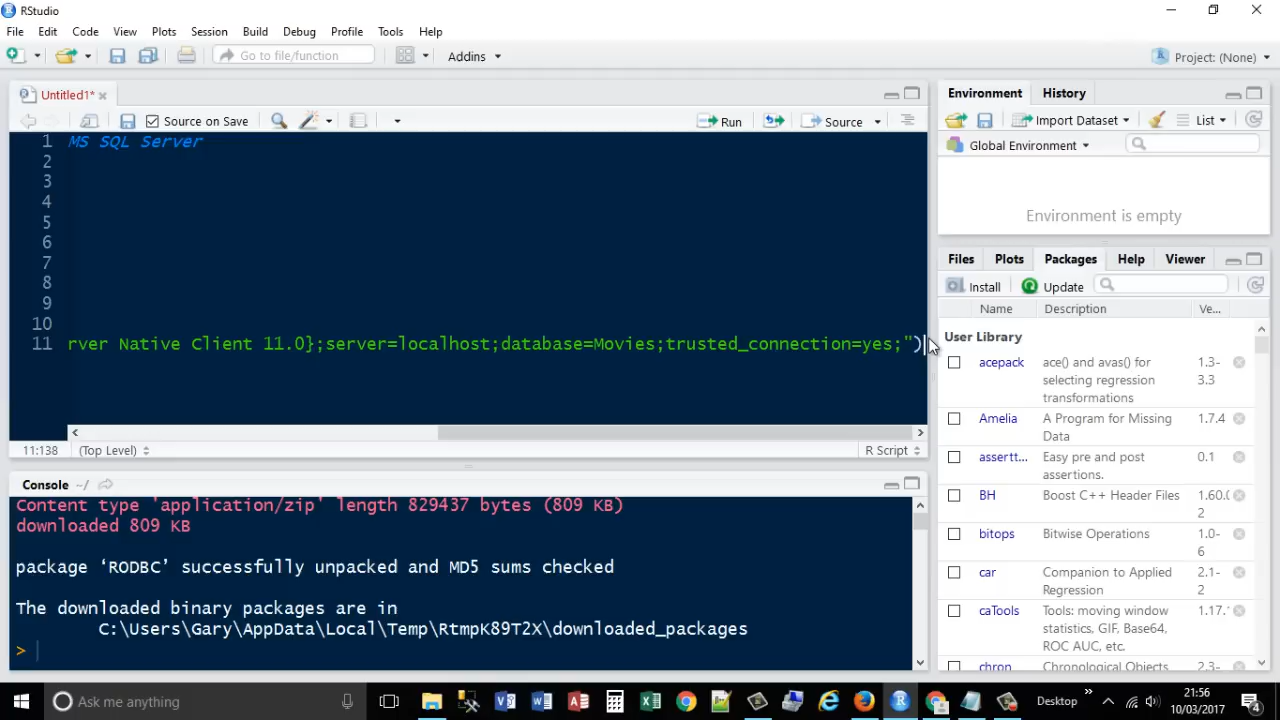 RStudio
File Edit Code View Plots Session Build Debug Profile Tools Help
Go to file/function Addins Project: (None)
Untitled1*
Source on Save Run Source
1 MS SQL Server
2
3
4
5
6
7
8
9
10
11 rver Native Client 11.0};server=localhost;database=Movies;trusted_connection=yes;")
11:138 (Top Level) R Script
Console ~/
Content type 'application/zip' length 829437 bytes (809 KB)
downloaded 809 KB
package ‘RODBC’ successfully unpacked and MD5 sums checked
The downloaded binary packages are in
C:\Users\Gary\AppData\Local\Temp\RtmpK89T2X\downloaded_packages
>
Environment History
Import Dataset List
Global Environment
Environment is empty
Files Plots Packages Help Viewer
Install Update
Name Description Ve...
User Library
acepack ace() and avas() for 1.3-
selecting regression 3.3
transformations
Amelia A Program for Missing 1.7.4
Data
assertt... Easy pre and post 0.1
assertions.
BH Boost C++ Header Files 1.60.
2
bitops Bitwise Operations 1.0-
6
car Companion to Applied 2.1-
Regression 2
caTools Tools: moving window 1.17.
statistics, GIF, Base64,
ROC AUC, etc.
chron Chronological Objects 2.3-
Ask me anything Desktop 21:56
10/03/2017 4